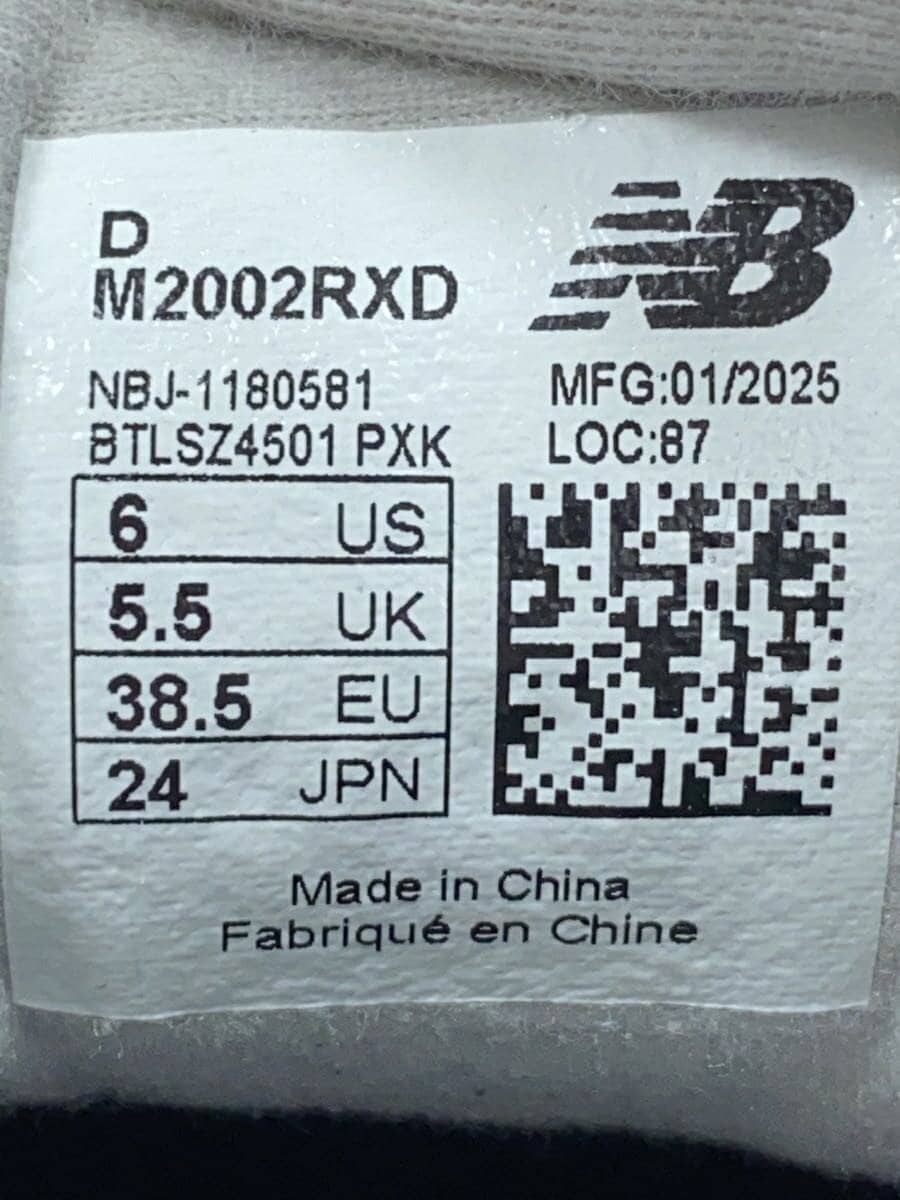 D
M2002RXD
NB
NBJ-1180581
BTLSZ4501 PXK
MFG:01/2025
LOC:87
6 US
5.5 UK
38.5 EU
24 JPN
Made in China
Fabriqué en Chine